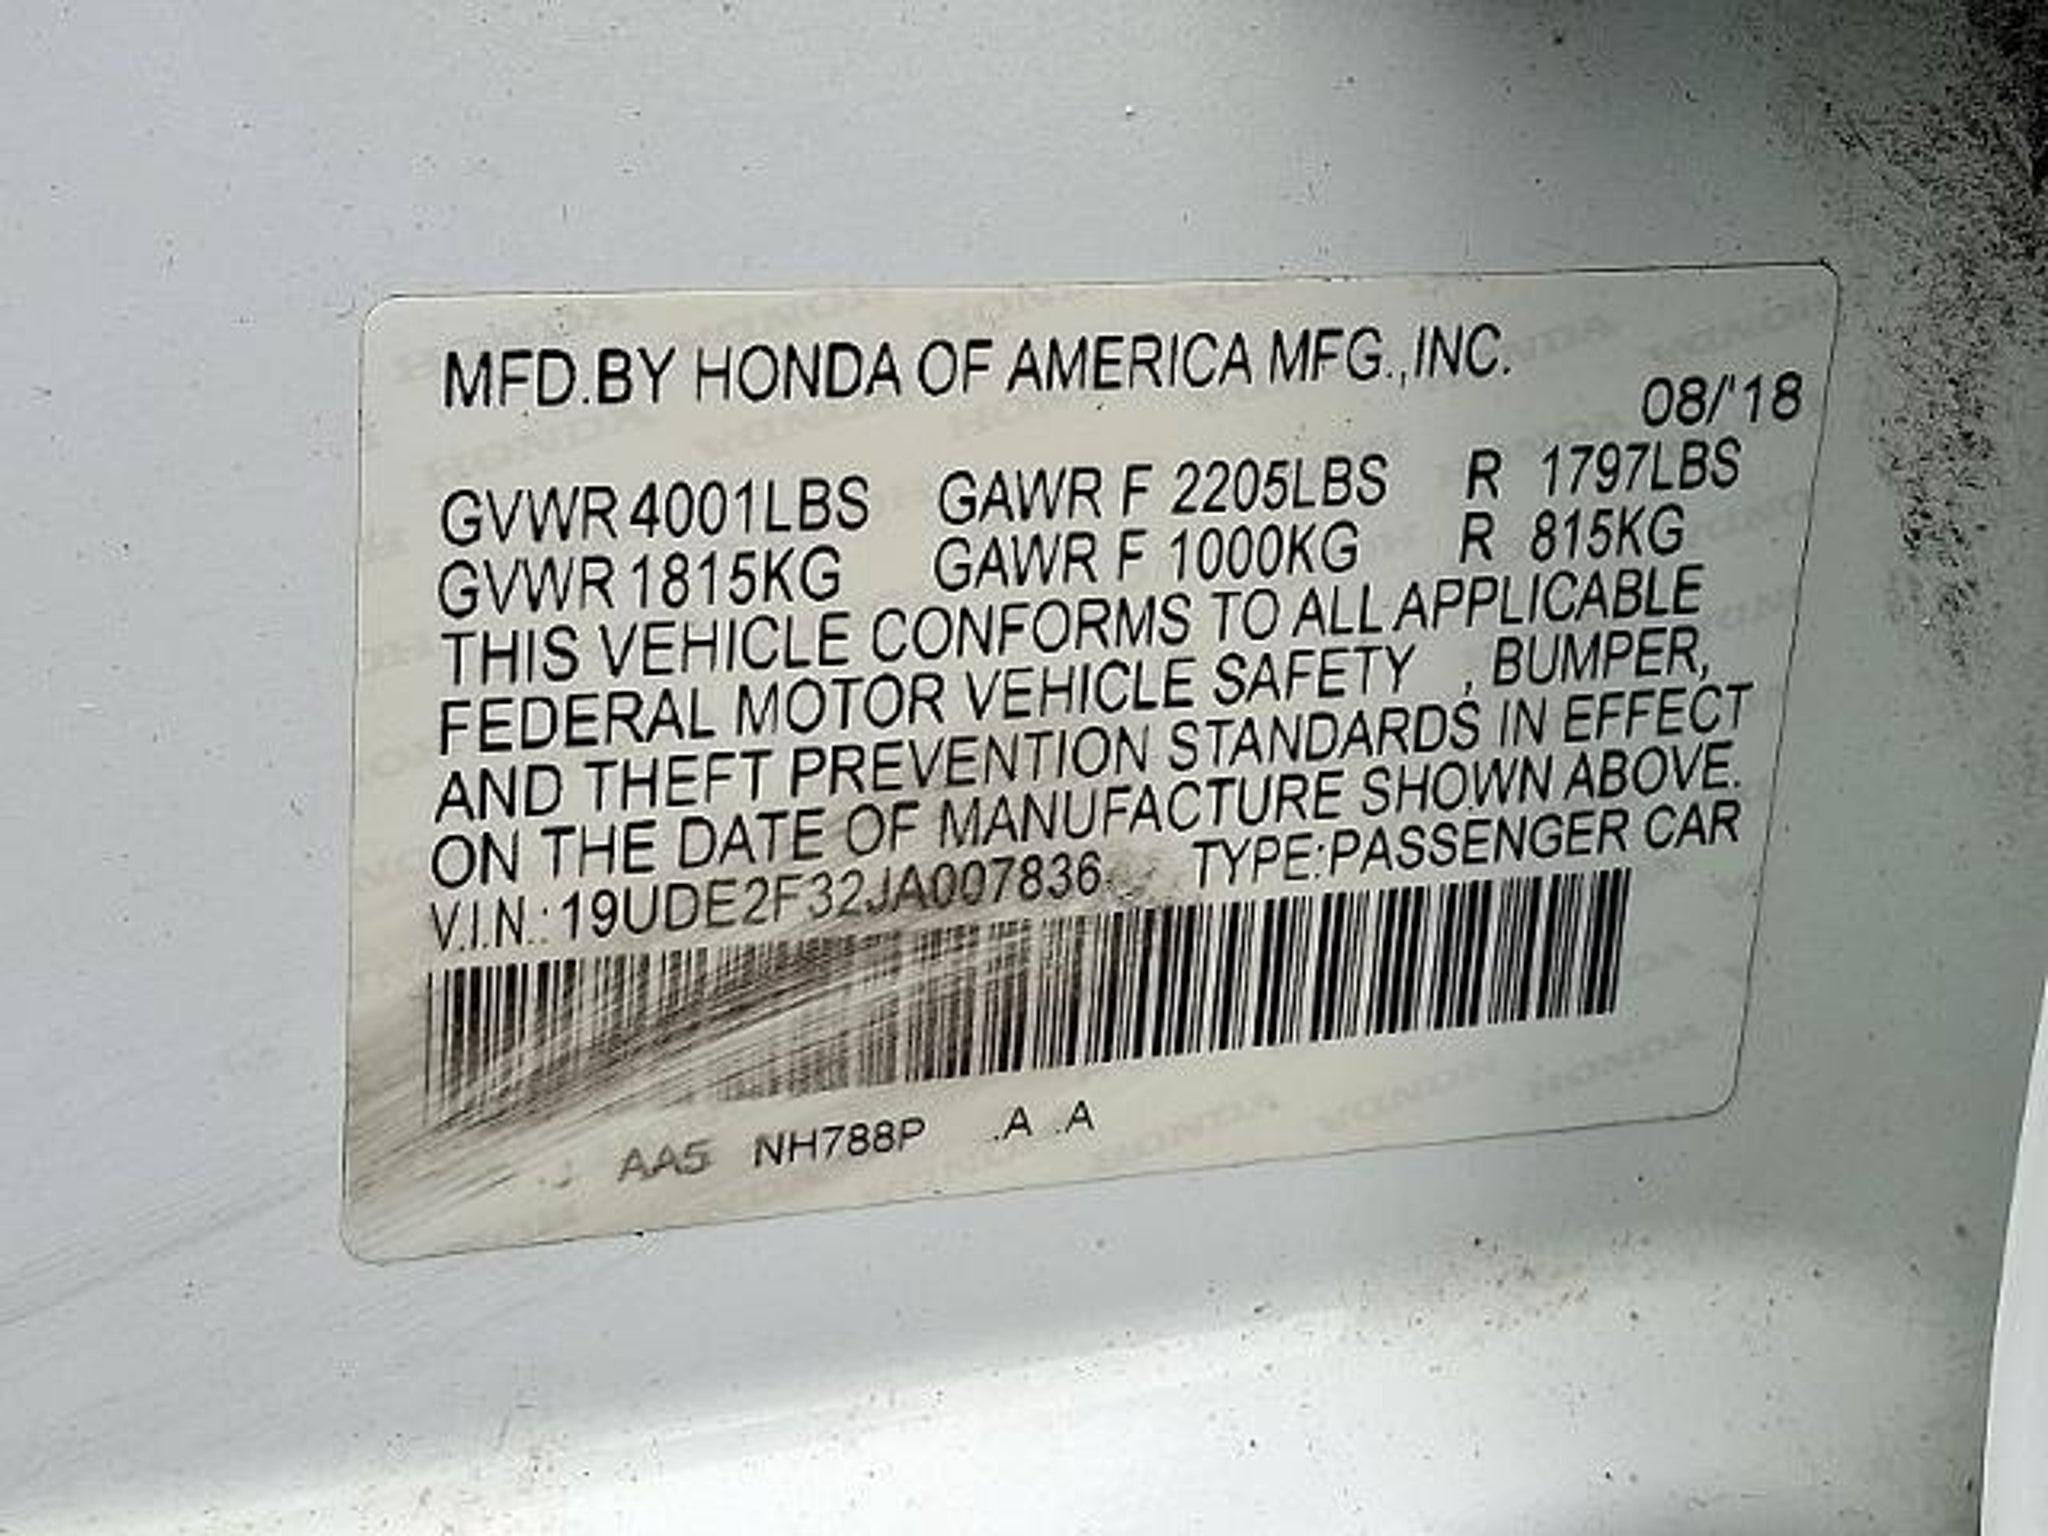 MFD.BY HONDA OF AMERICA MFG.,INC.
08/'18
GVWR 4001LBS GAWR F 2205LBS R 1797LBS
GVWR 1815KG GAWR F 1000KG R 815KG
THIS VEHICLE CONFORMS TO ALL APPLICABLE
FEDERAL MOTOR VEHICLE SAFETY , BUMPER,
AND THEFT PREVENTION STANDARDS IN EFFECT
ON THE DATE OF MANUFACTURE SHOWN ABOVE.
V.I.N.: 19UDE2F32JA007836 TYPE:PASSENGER CAR
AA5 NH788P .A .A